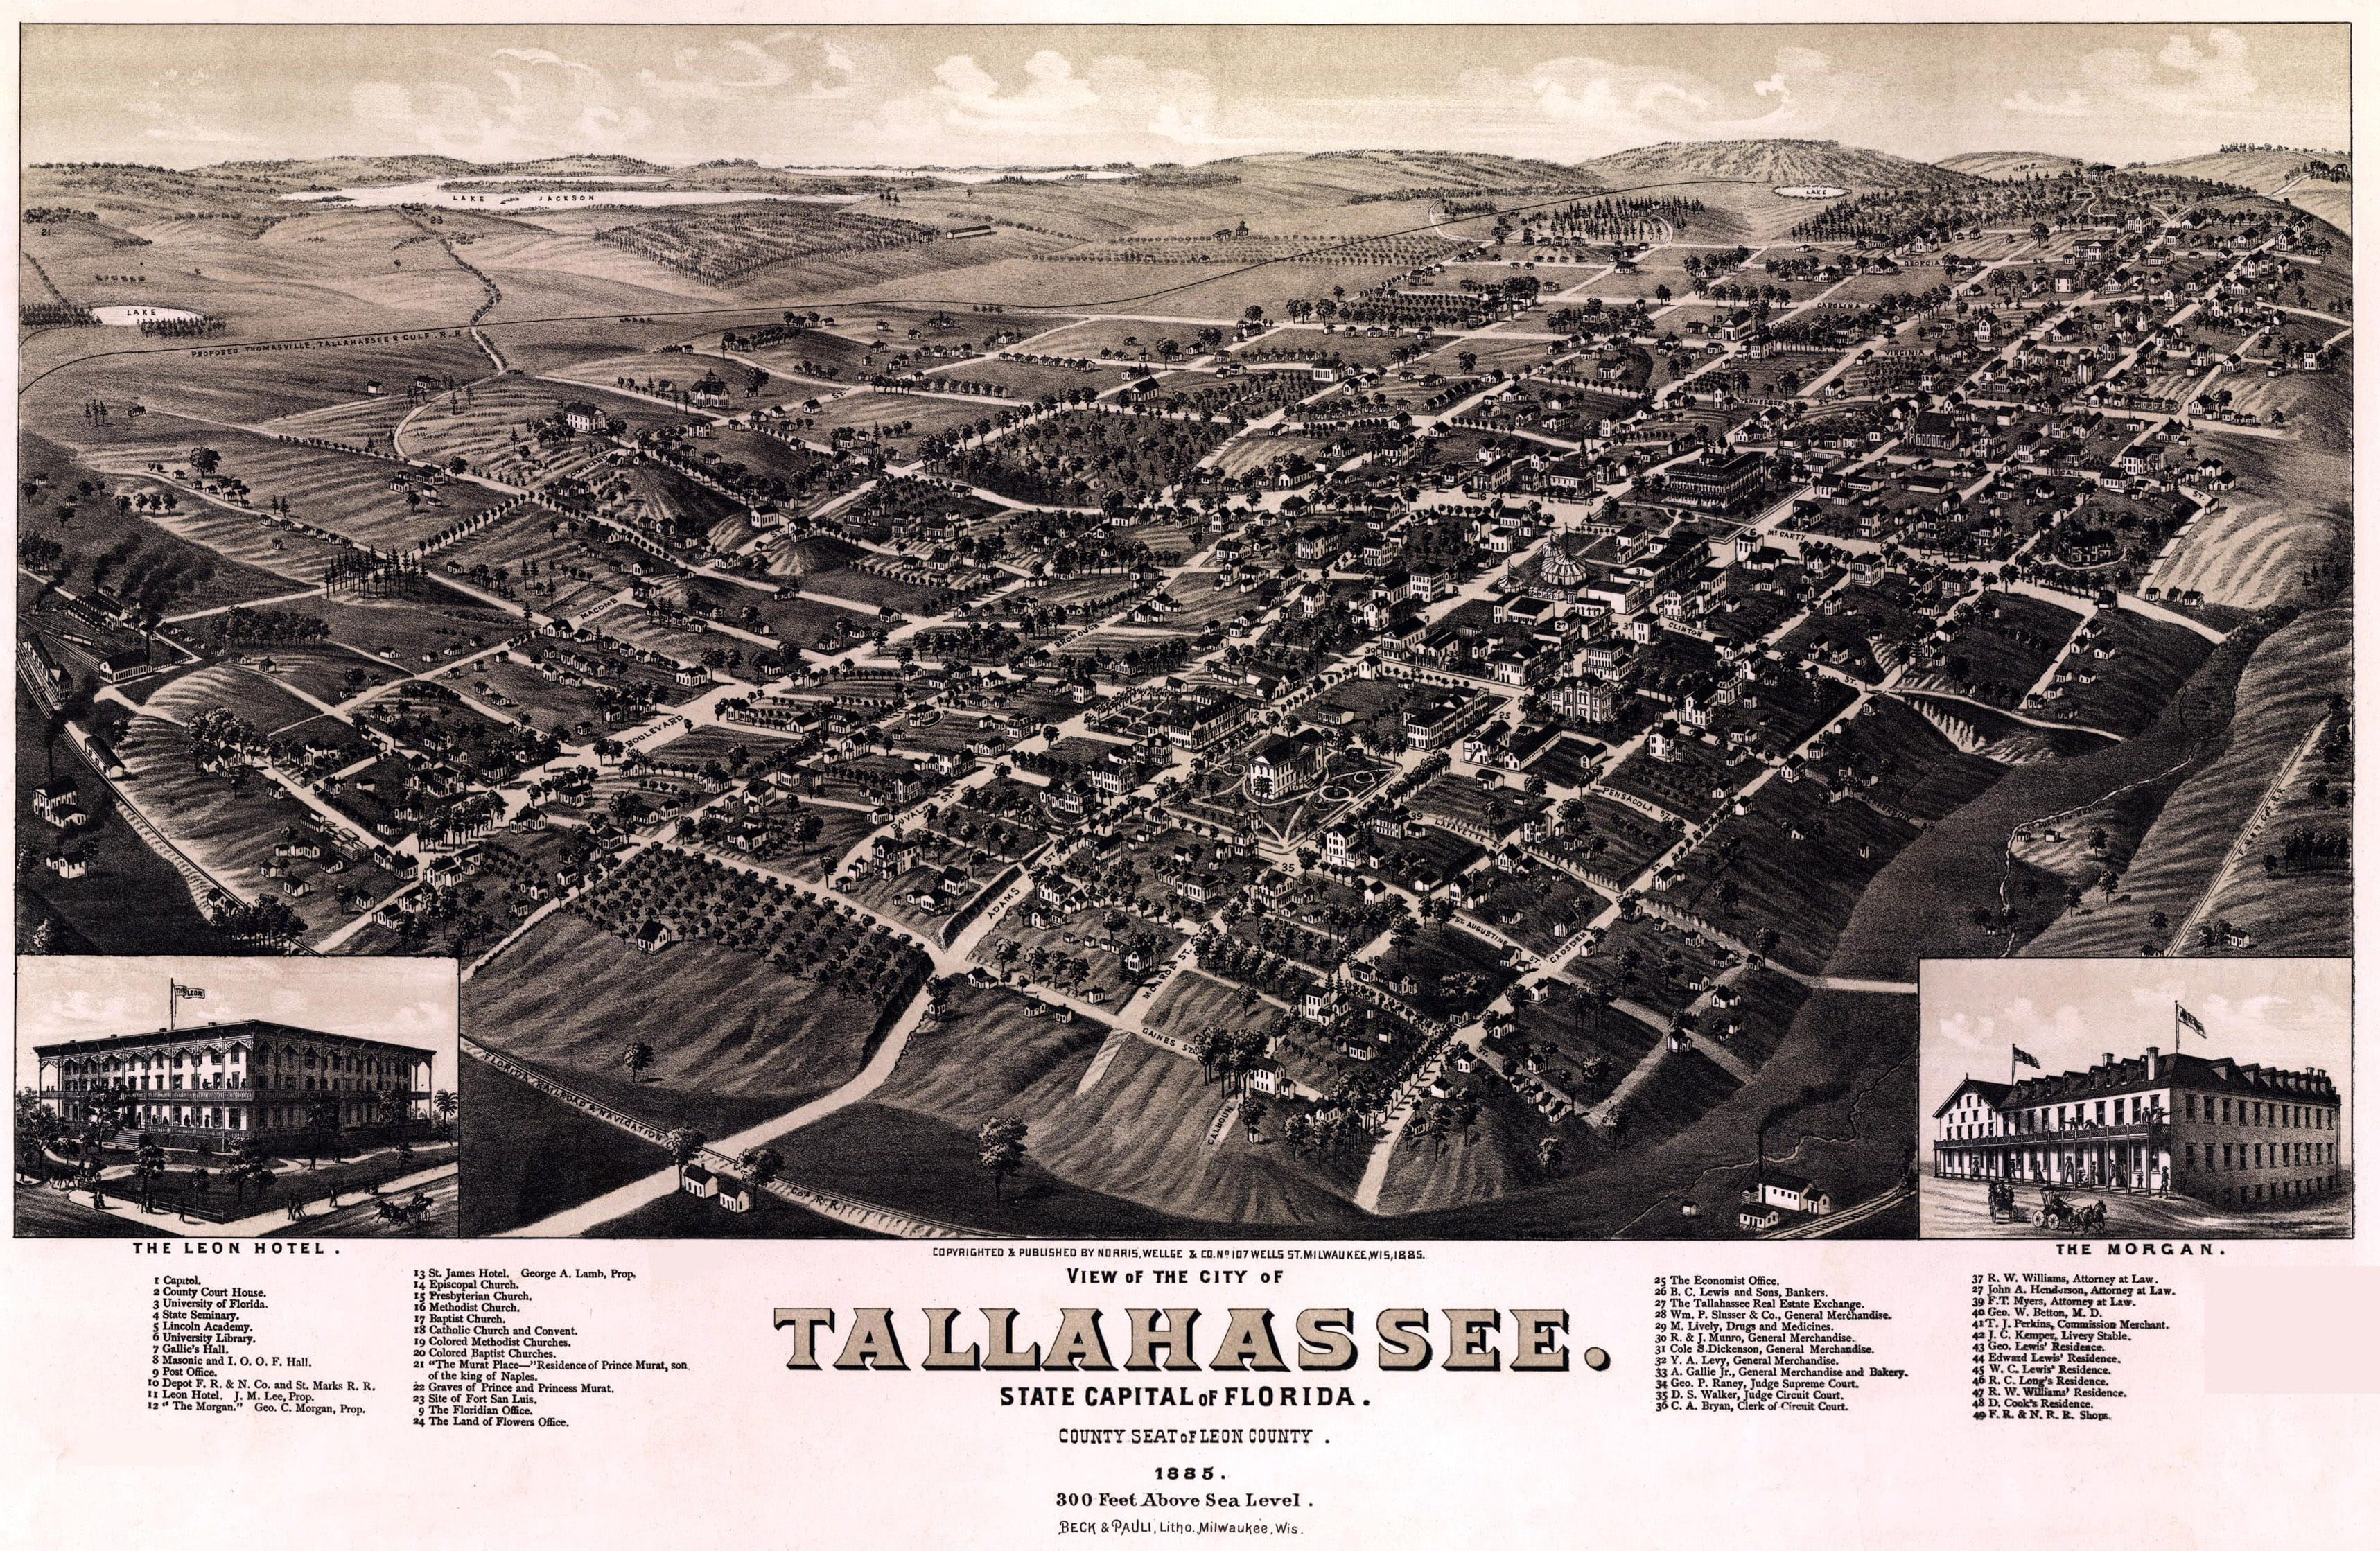 LAKE JACKSON
LAKE
23
21
LAKE
PROPOSED THOMASVILLE, TALLAHASSEE & GULF. R. R.
GEORGIA
CAROLINA
VIRGINIA
ST.
Mc CARTY
ST.
MACOMB
BOULEVARD
CLINTON
ST.
27
37
25
12
DUVAL ST.
PENSACOLA ST.
LAFAYETTE
39
35
ADAMS ST.
ST AUGUSTINE ST.
GADSDEN ST.
MONROE ST.
48
GAINES ST.
CALHOUN ST.
FLORIDA RAILROAD & NAVIGATION Co's R.R.
THE LEON
THE LEON HOTEL.
THE MORGAN.
COPYRIGHTED & PUBLISHED BY NORRIS, WELLGE & CO. No 107 WELLS ST. MILWAUKEE, WIS, 1885.
VIEW OF THE CITY OF
TALLAHASSEE.
STATE CAPITAL OF FLORIDA.
COUNTY SEAT OF LEON COUNTY.
1885.
300 Feet Above Sea Level.
BECK & PAULI, Litho. Milwaukee, Wis.
1 Capitol.
2 County Court House.
3 University of Florida.
4 State Seminary.
5 Lincoln Academy.
6 University Library.
7 Gallie's Hall.
8 Masonic and I. O. O. F. Hall.
9 Post Office.
10 Depot F. R. & N. Co. and St. Marks R. R.
11 Leon Hotel. J. M. Lee, Prop.
12 "The Morgan." Geo. C. Morgan, Prop.
13 St. James Hotel. George A. Lamb, Prop.
14 Episcopal Church.
15 Presbyterian Church.
16 Methodist Church.
17 Baptist Church.
18 Catholic Church and Convent.
19 Colored Methodist Churches.
20 Colored Baptist Churches.
21 "The Murat Place—"Residence of Prince Murat, son
of the king of Naples.
22 Graves of Prince and Princess Murat.
23 Site of Fort San Luis.
9 The Floridian Office.
24 The Land of Flowers Office.
25 The Economist Office.
26 B. C. Lewis and Sons, Bankers.
27 The Tallahassee Real Estate Exchange.
28 Wm. P. Slusser & Co., General Merchandise.
29 M. Lively, Drugs and Medicines.
30 R. & J. Munro, General Merchandise.
31 Cole S. Dickenson, General Merchandise.
32 Y. A. Levy, General Merchandise.
33 A. Gallie Jr., General Merchandise and Bakery.
34 Geo. P. Raney, Judge Supreme Court.
35 D. S. Walker, Judge Circuit Court.
36 C. A. Bryan, Clerk of Circuit Court.
37 R. W. Williams, Attorney at Law.
27 John A. Henderson, Attorney at Law.
39 F. T. Myers, Attorney at Law.
40 Geo. W. Betton, M. D.
41 T. J. Perkins, Commission Merchant.
42 J. C. Kemper, Livery Stable.
43 Geo. Lewis' Residence.
44 Edward Lewis' Residence.
45 W. C. Lewis' Residence.
46 R. C. Long's Residence.
47 R. W. Williams' Residence.
48 D. Cook's Residence.
49 F. R. & N. R. R. Shops.